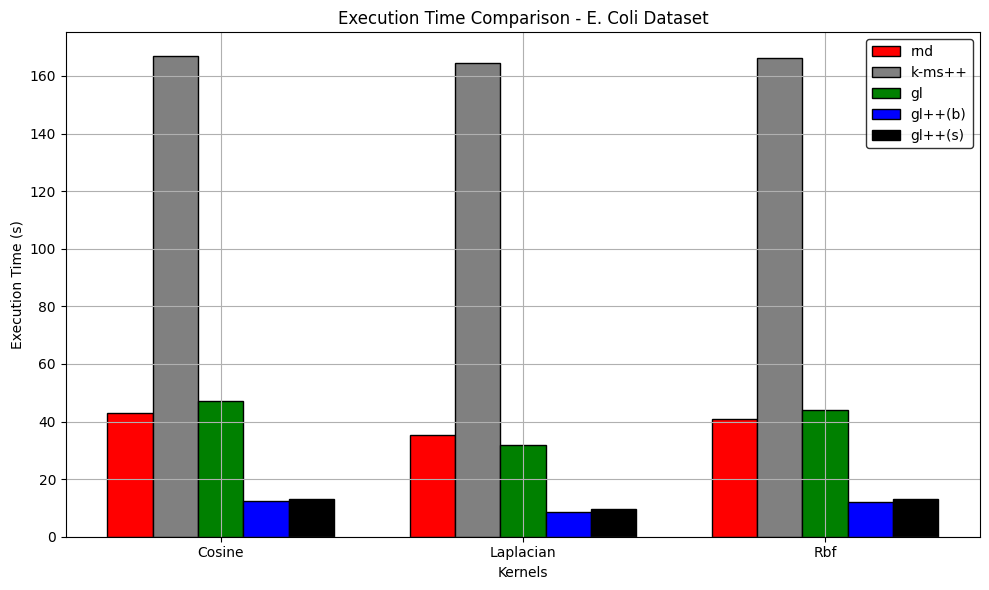 Execution Time Comparison - E. Coli Dataset
rnd
k-ms++
gl
gl++(b)
gl++(s)
Execution Time (s)
160
140
120
100
80
60
40
20
0
Cosine
Laplacian
Rbf
Kernels